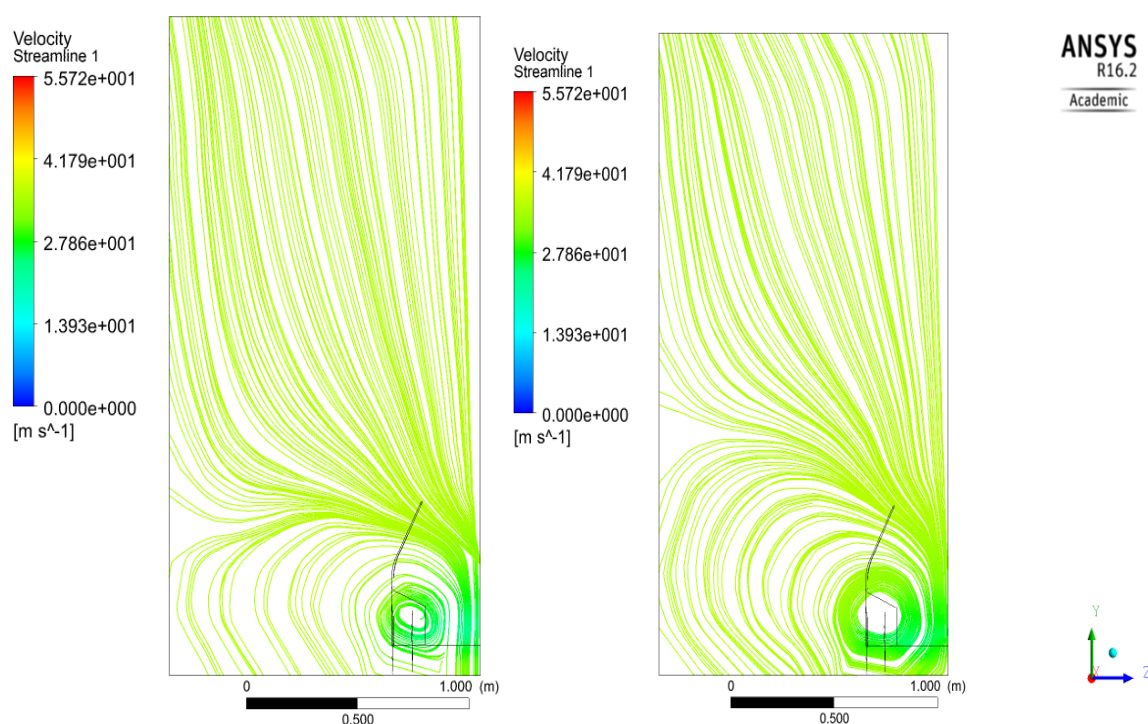 Velocity
Streamline 1
5.572e+001
4.179e+001
2.786e+001
1.393e+001
0.000e+000
[m s^-1]
0
1.000 (m)
0.500
Velocity
Streamline 1
5.572e+001
4.179e+001
2.786e+001
1.393e+001
0.000e+000
[m s^-1]
0
1.000 (m)
0.500
ANSYS
R16.2
Academic
Y
X
Z